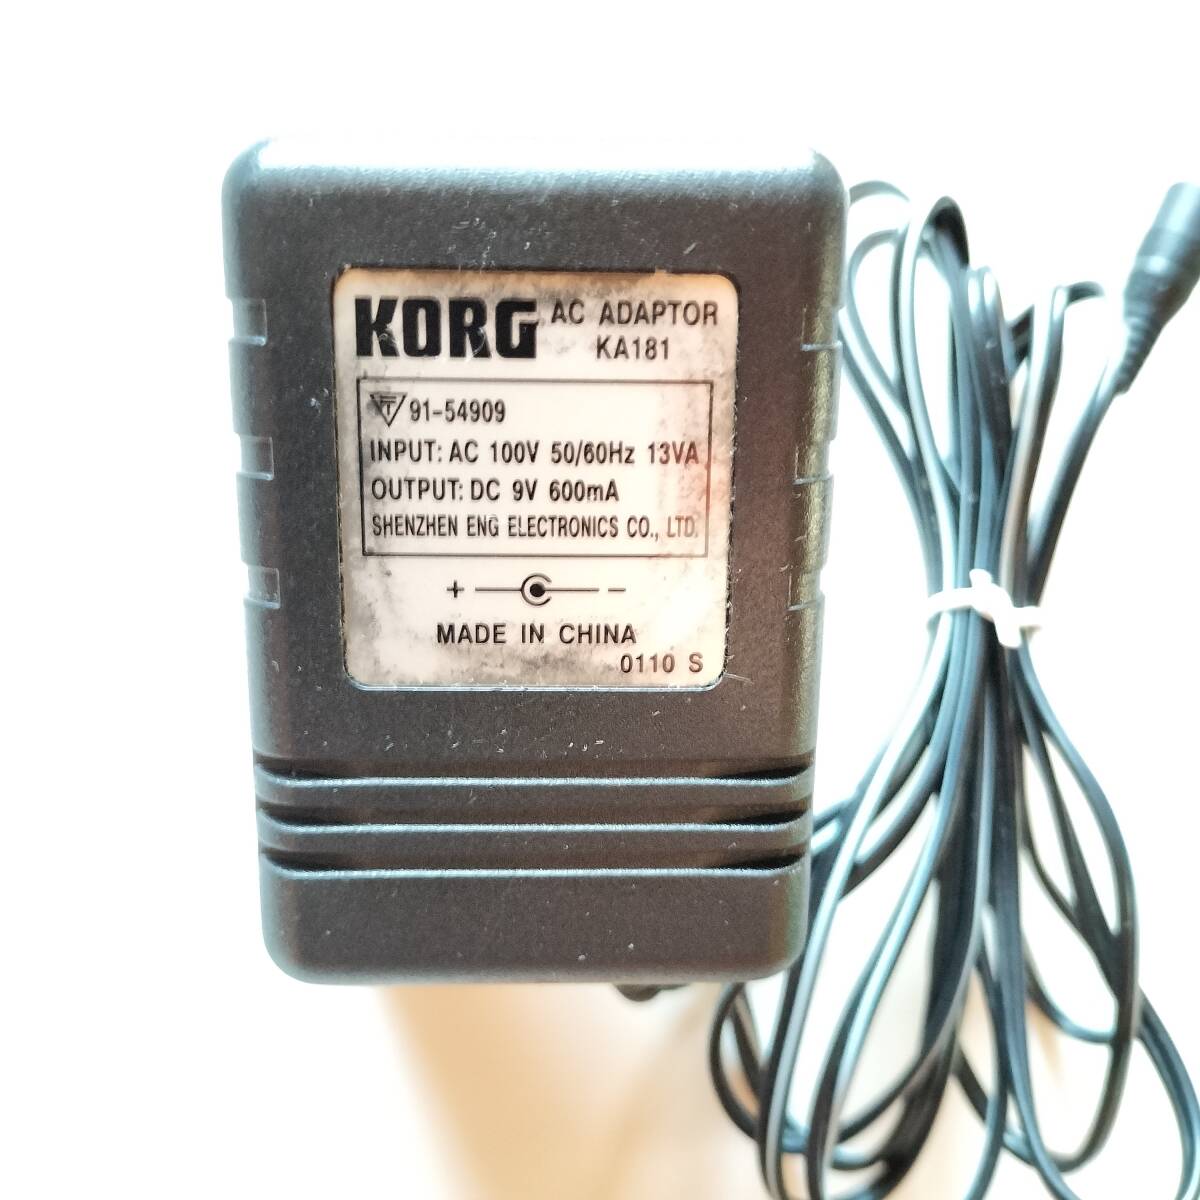 KORG AC ADAPTOR
KA181
T 91-54909
INPUT: AC 100V 50/60Hz 13VA
OUTPUT: DC 9V 600mA
SHENZHEN ENG ELECTRONICS CO., LTD.
+ −
MADE IN CHINA
0110 S